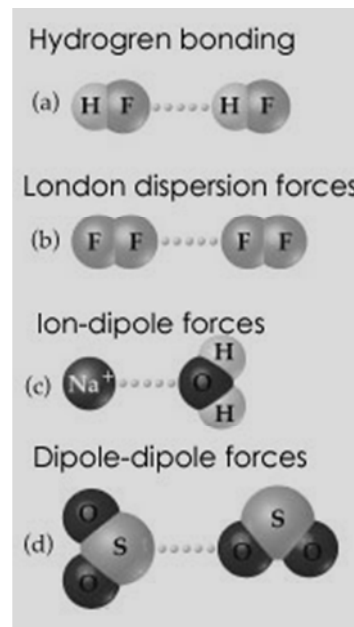 Hydrogren bonding
(a) H F H F
London dispersion forces
(b) F F F F
Ion-dipole forces
H
(c) Na+ O
H
Dipole-dipole forces
O S
(d) S O O
O